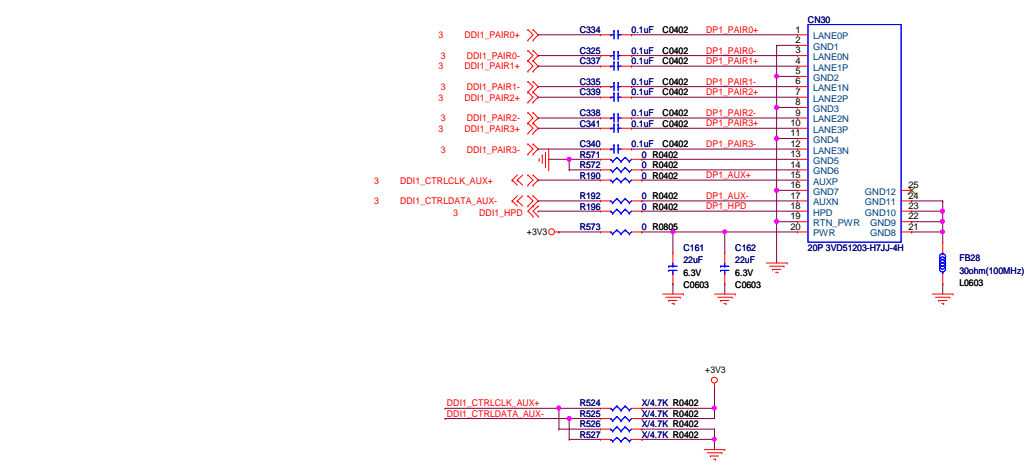 CN30
3 DDI1_PAIR0+ C334 0.1uF C0402 DP1_PAIR0+ 1 LANE0P
2 GND1
3 DDI1_PAIR0- C325 0.1uF C0402 DP1_PAIR0- 3 LANE0N
3 DDI1_PAIR1+ C337 0.1uF C0402 DP1_PAIR1+ 4 LANE1P
5 GND2
3 DDI1_PAIR1- C335 0.1uF C0402 DP1_PAIR1- 6 LANE1N
3 DDI1_PAIR2+ C339 0.1uF C0402 DP1_PAIR2+ 7 LANE2P
8 GND3
3 DDI1_PAIR2- C338 0.1uF C0402 DP1_PAIR2- 9 LANE2N
3 DDI1_PAIR3+ C341 0.1uF C0402 DP1_PAIR3+ 10 LANE3P
11 GND4
3 DDI1_PAIR3- C340 0.1uF C0402 DP1_PAIR3- 12 LANE3N
R571 0 R0402 13 GND5
R572 0 R0402 14 GND6
3 DDI1_CTRLCLK_AUX+ R190 0 R0402 DP1_AUX+ 15 AUXP
16 GND7 GND12 25
3 DDI1_CTRLDATA_AUX- R192 0 R0402 DP1_AUX- 17 AUXN GND11 24
3 DDI1_HPD R196 0 R0402 DP1_HPD 18 HPD GND10 23
19 RTN_PWR GND9 22
+3V3 R573 0 R0805 20 PWR GND8 21
20P 3VD51203-H7JJ-4H
C161 C162 FB28
22uF 22uF 30ohm(100MHz)
6.3V 6.3V L0603
C0603 C0603
+3V3
DDI1_CTRLCLK_AUX+ R524 X/4.7K R0402
DDI1_CTRLDATA_AUX- R525 X/4.7K R0402
R526 X/4.7K R0402
R527 X/4.7K R0402